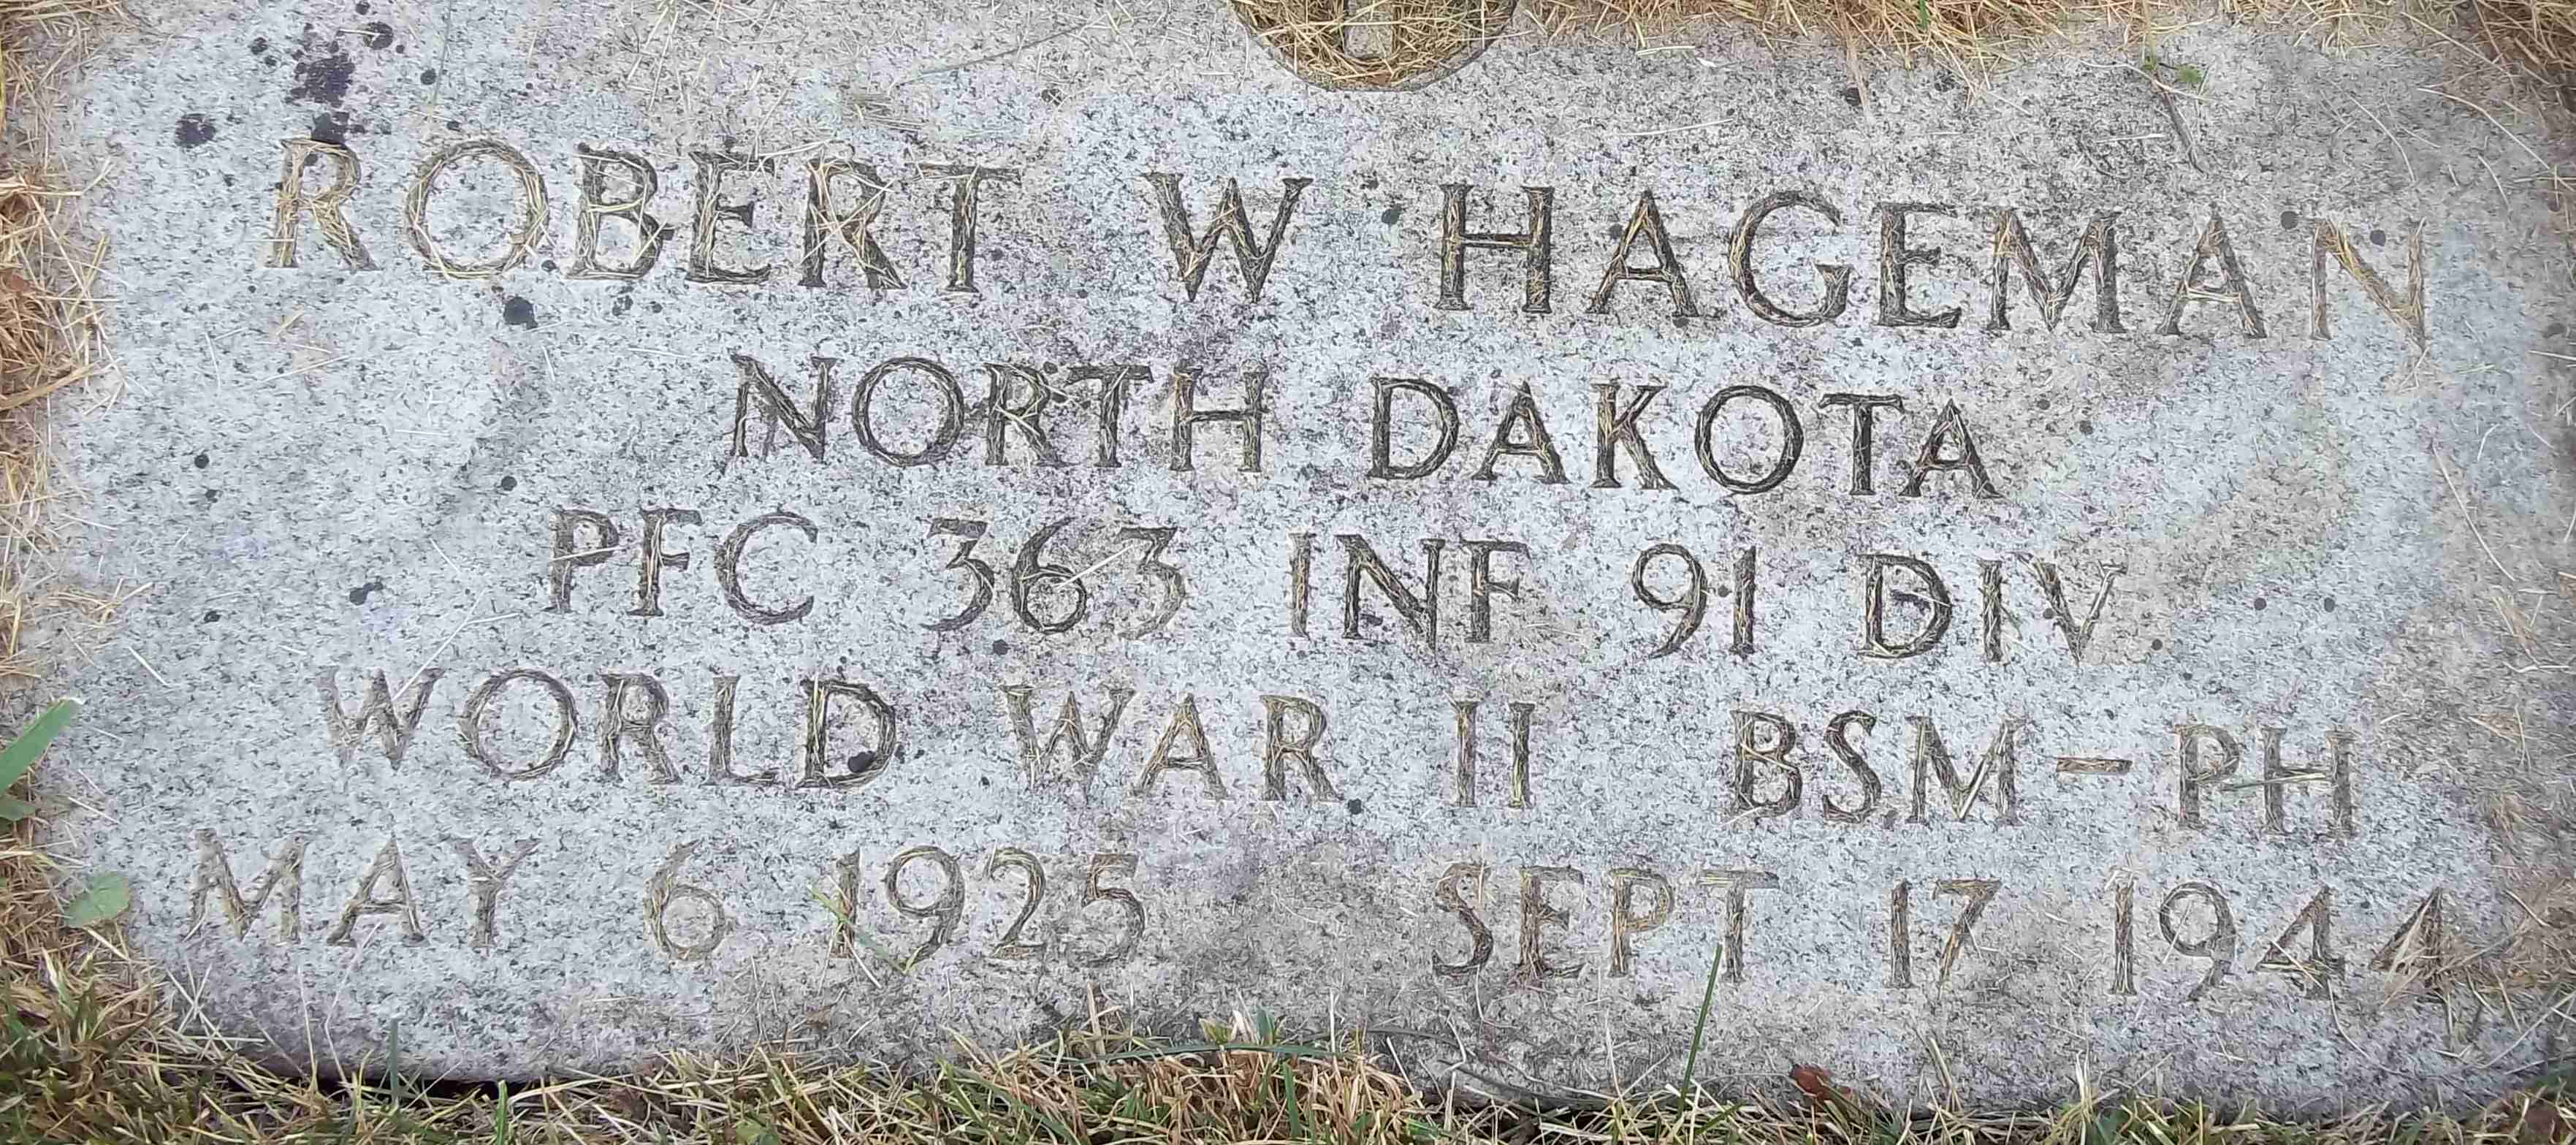 ROBERT W HAGEMAN
NORTH DAKOTA
PFC 363 INF 91 DIV
WORLD WAR II BSM-PH
MAY 6 1925 SEPT 17 1944